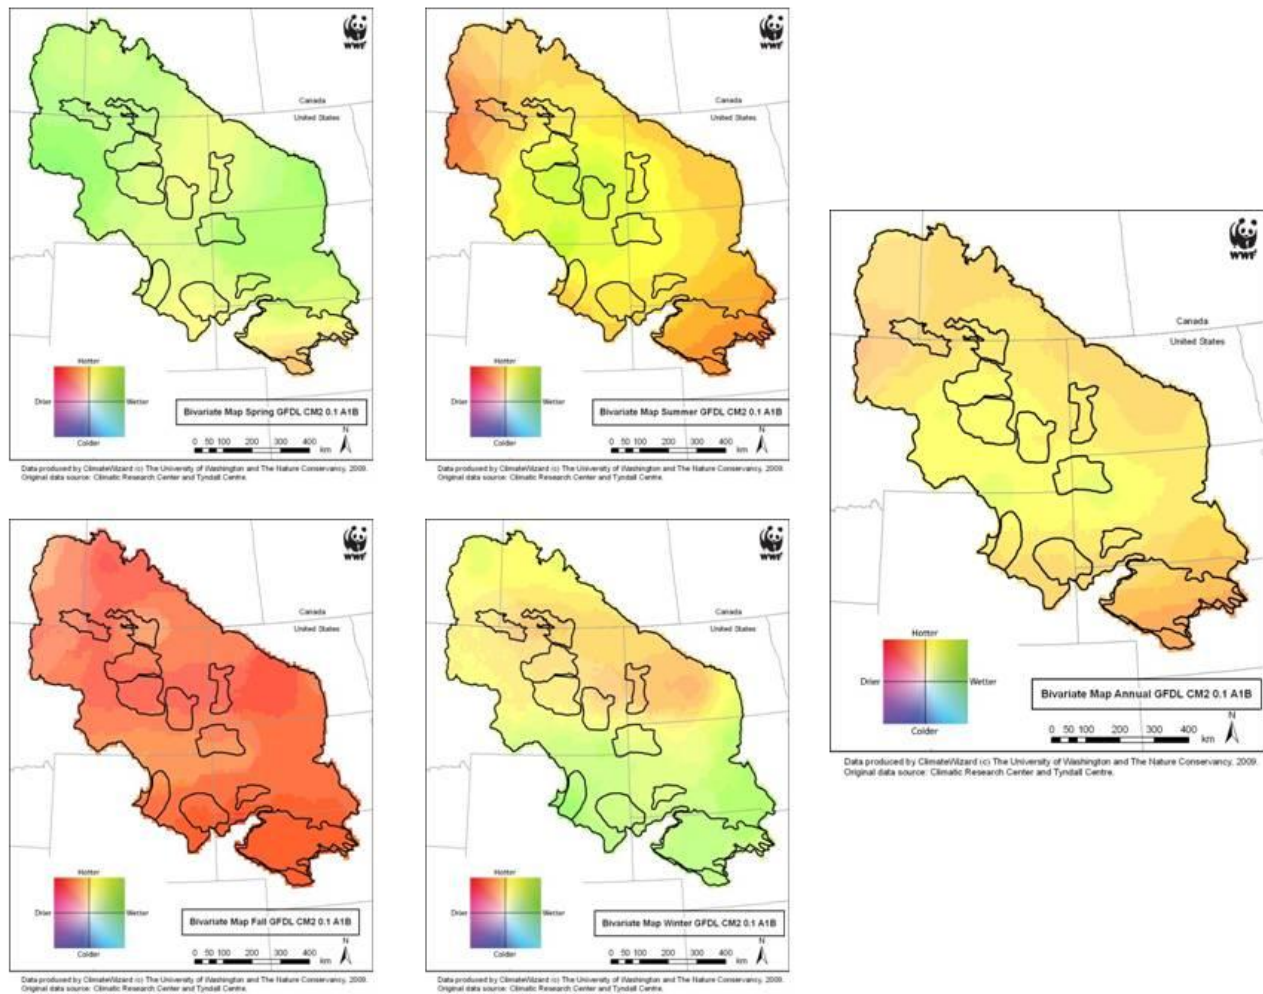 WWF
Canada
United States
Hotter
Drier
Wetter
Colder
Bivariate Map Spring GFDL CM2 0.1 A1B
N
0 50 100 200 300 400
km
Data produced by ClimateWizard (c) The University of Washington and The Nature Conservancy, 2009.
Original data source: Climatic Research Center and Tyndall Centre.
WWF
Canada
United States
Hotter
Drier
Wetter
Colder
Bivariate Map Summer GFDL CM2 0.1 A1B
N
0 50 100 200 300 400
km
Data produced by ClimateWizard (c) The University of Washington and The Nature Conservancy, 2009.
Original data source: Climatic Research Center and Tyndall Centre.
WWF
Canada
United States
Hotter
Drier
Wetter
Colder
Bivariate Map Annual GFDL CM2 0.1 A1B
N
0 50 100 200 300 400
km
Data produced by ClimateWizard (c) The University of Washington and The Nature Conservancy, 2009.
Original data source: Climatic Research Center and Tyndall Centre.
WWF
Canada
United States
Hotter
Drier
Wetter
Colder
Bivariate Map Fall GFDL CM2 0.1 A1B
N
0 50 100 200 300 400
km
Data produced by ClimateWizard (c) The University of Washington and The Nature Conservancy, 2009.
Original data source: Climatic Research Center and Tyndall Centre.
WWF
Canada
United States
Hotter
Drier
Wetter
Colder
Bivariate Map Winter GFDL CM2 0.1 A1B
N
0 50 100 200 300 400
km
Data produced by ClimateWizard (c) The University of Washington and The Nature Conservancy, 2009.
Original data source: Climatic Research Center and Tyndall Centre.